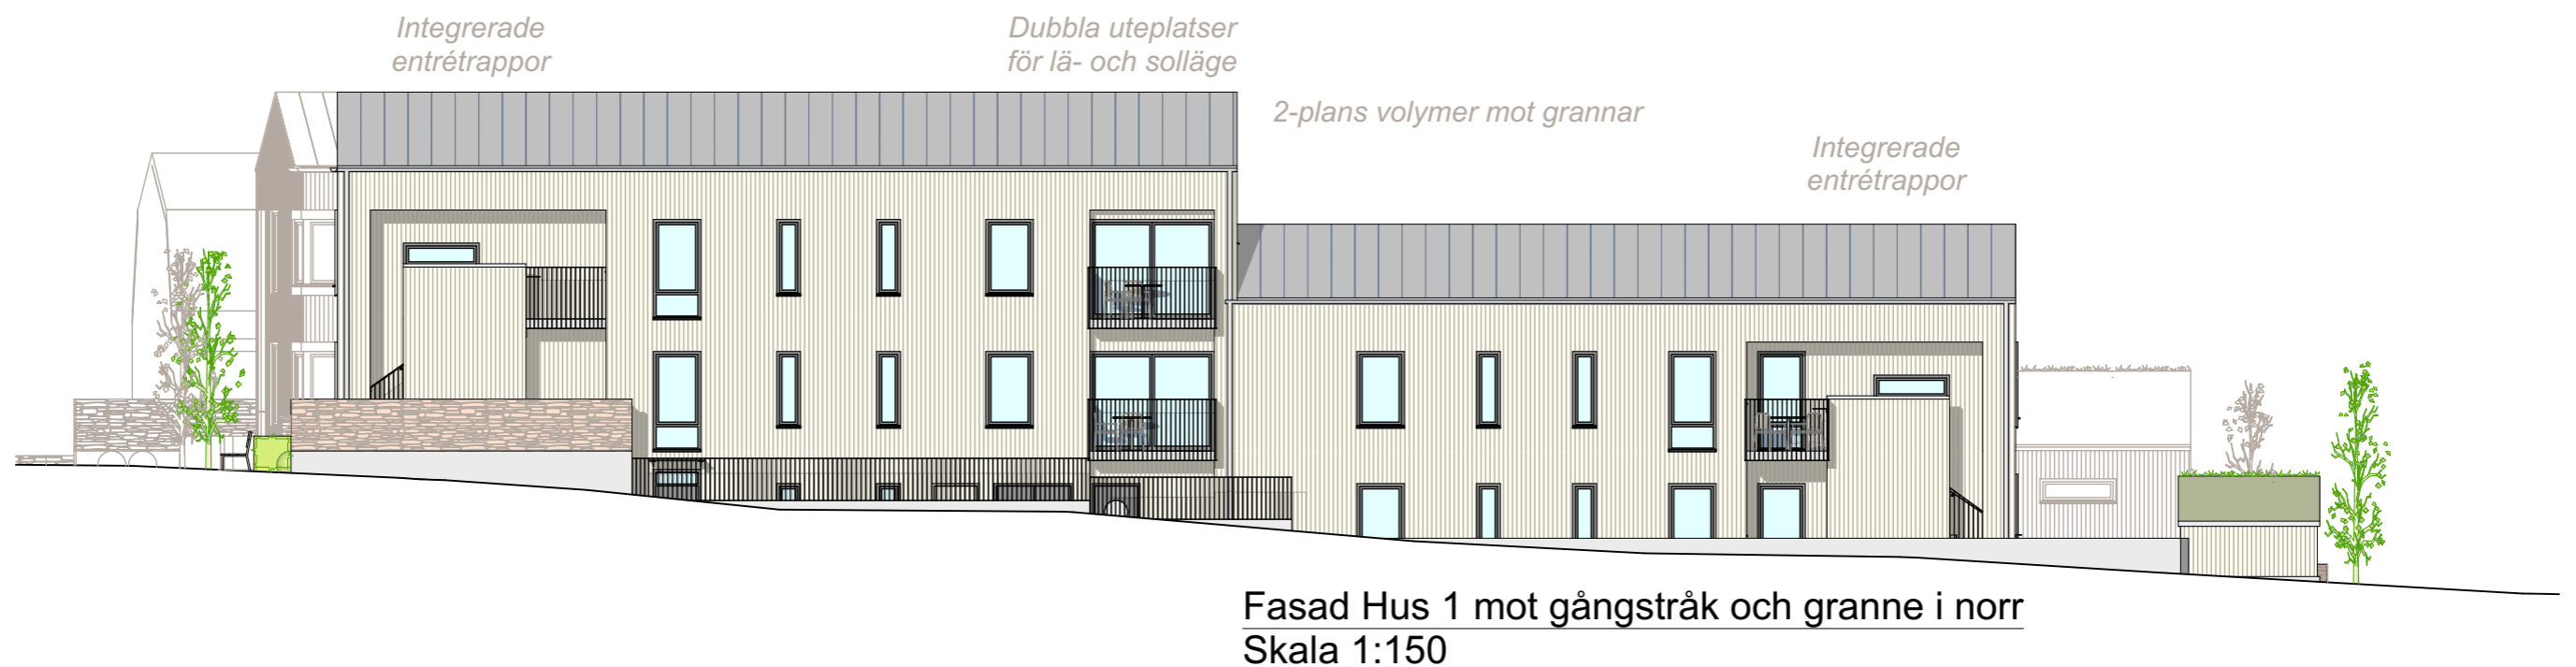 Integrerade
entrétrappor
Dubbla uteplatser
för lä- och solläge
2-plans volymer mot grannar
Integrerade
entrétrappor
Fasad Hus 1 mot gångstråk och granne i norr
Skala 1:150